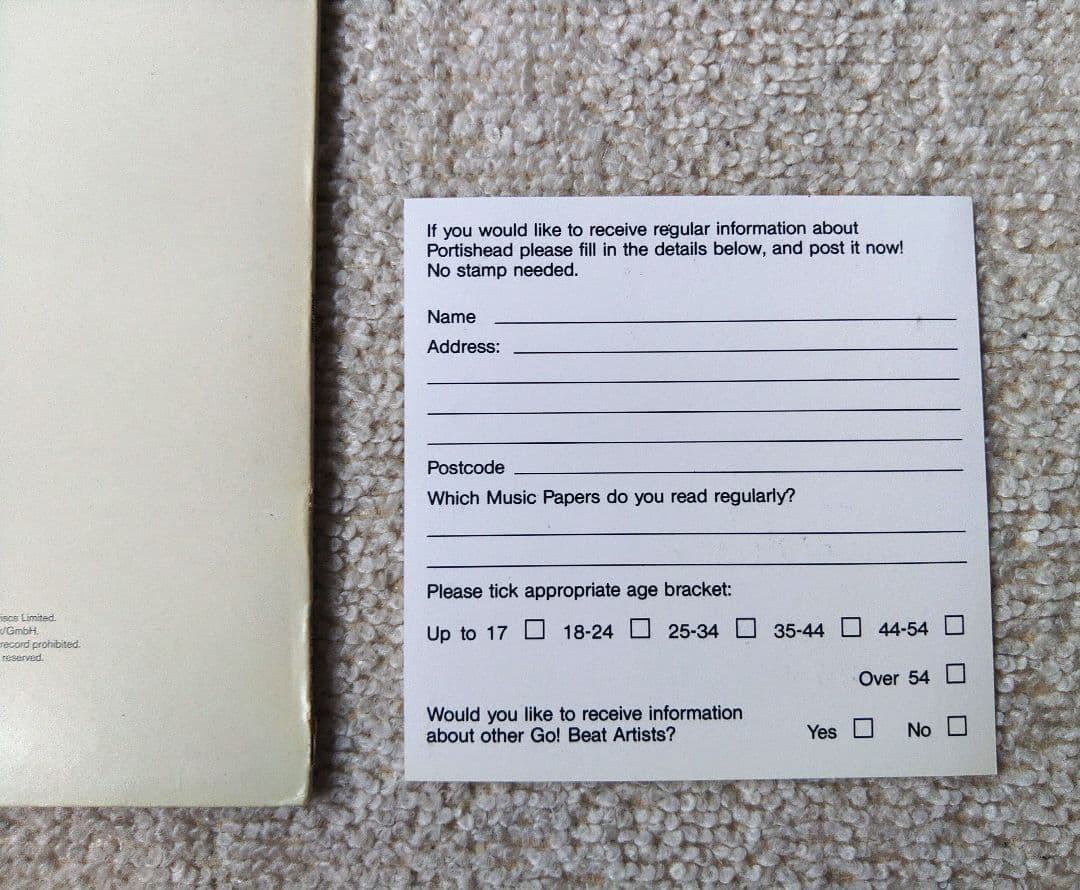 If you would like to receive regular information about
Portishead please fill in the details below, and post it now!
No stamp needed.
Name
Address:
Postcode
Which Music Papers do you read regularly?
Please tick appropriate age bracket:
Up to 17 18-24 25-34 35-44 44-54
Over 54
Would you like to receive information
about other Go! Beat Artists?
Yes No
Limited.
GmbH.
record prohibited.
reserved.